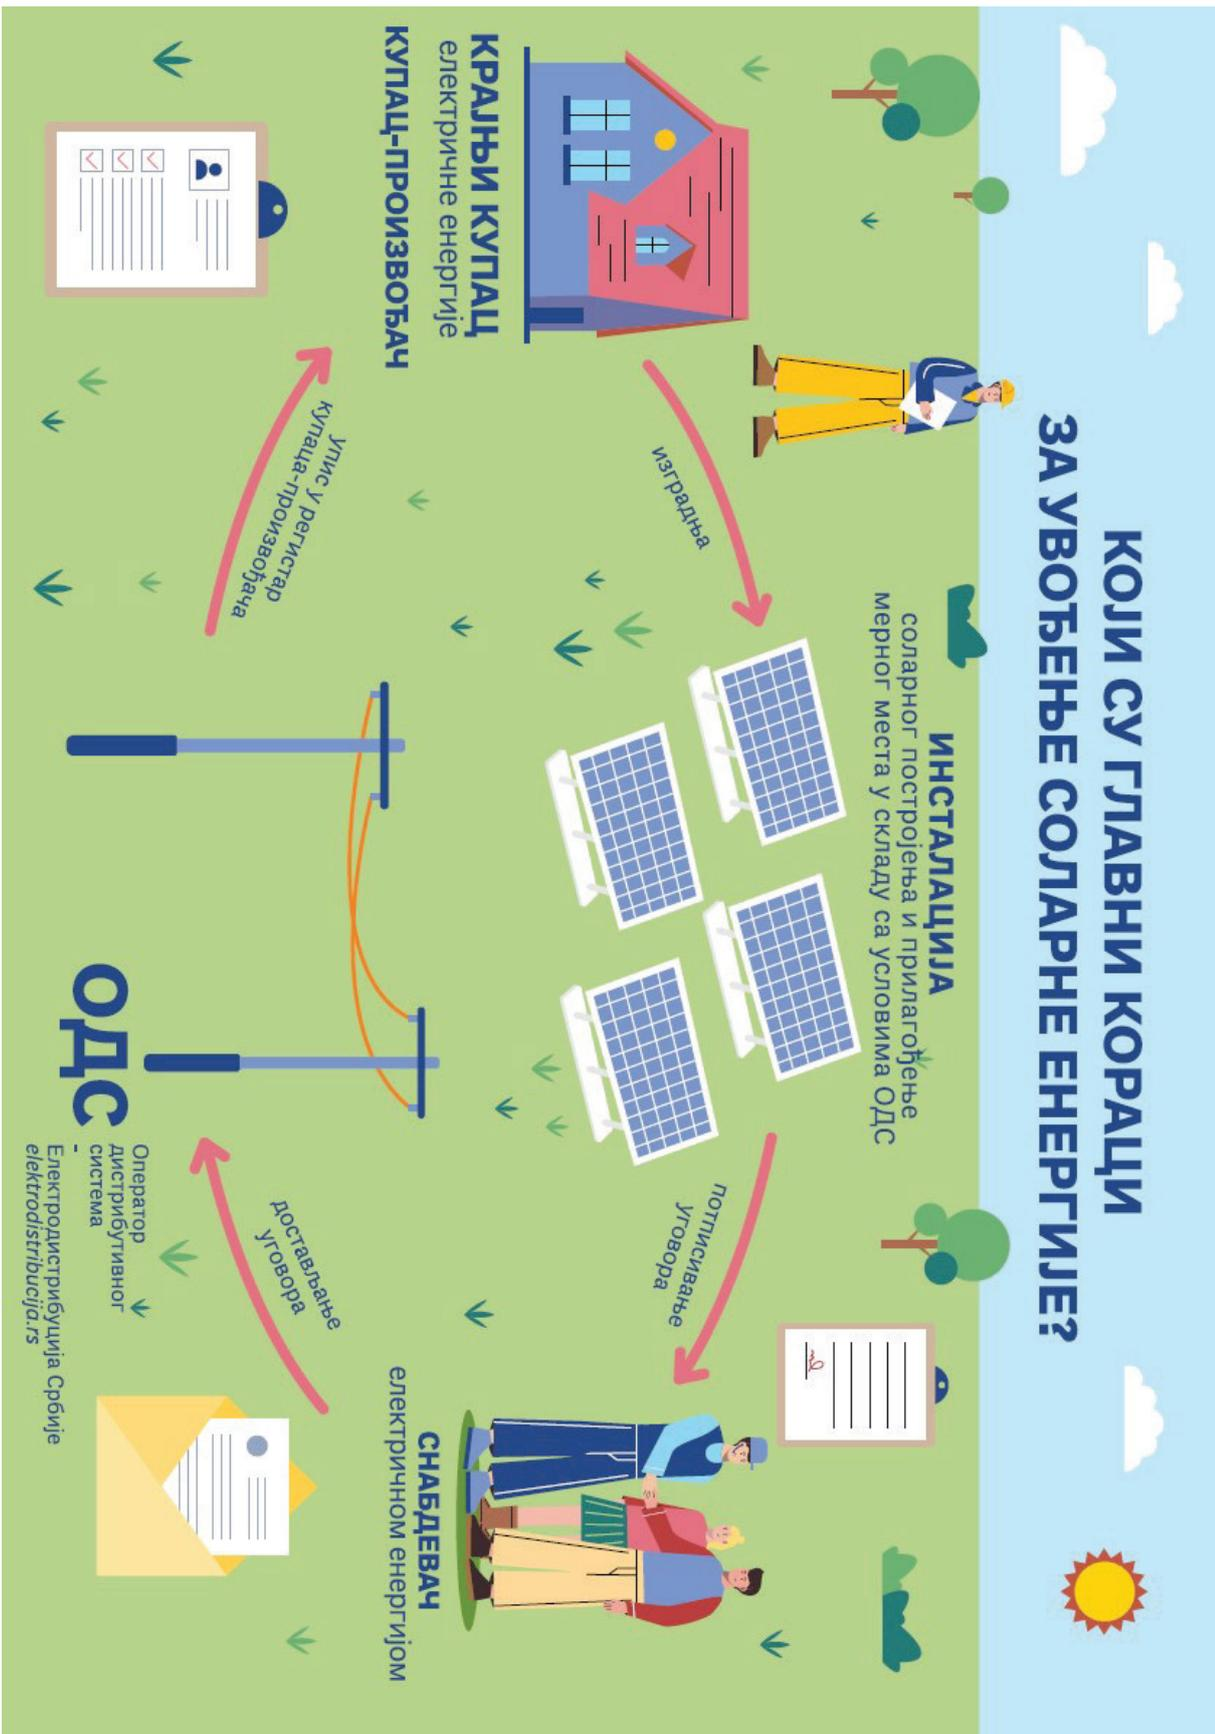 КОЈИ СУ ГЛАВНИ КОРАЦИ
ЗА УВОЂЕЊЕ СОЛАРНЕ ЕНЕРГИЈЕ?
ИНСТАЛАЦИЈА
соларног постројења и прилагођење
мерног места у складу са условима ОДС
изградња
потписивање
уговора
КРАЈЊИ КУПАЦ
електричне енергије
КУПАЦ-ПРОИЗВОЂАЧ
СНАБДЕВАЧ
електричном енергијом
упис у регистар
купаца-произвођача
достављање
уговора
ОДС
Оператор
дистрибутивног
система
-
Електродистрибуција Србије
elektrodistribucija.rs